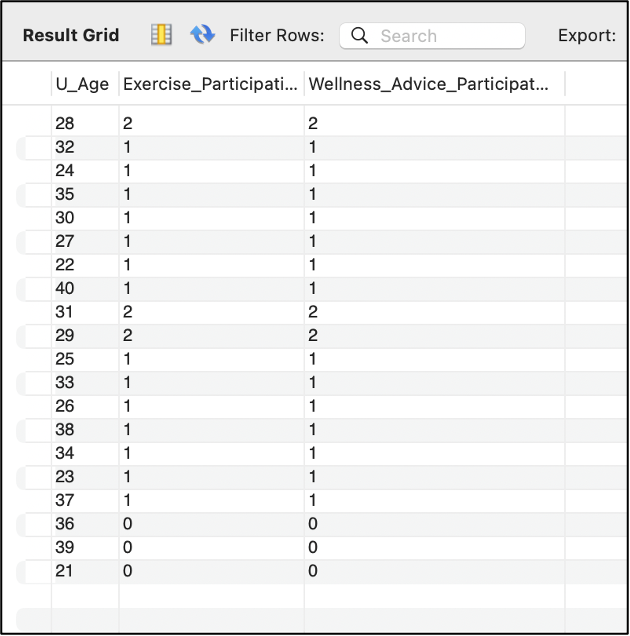 Result Grid Filter Rows: Search Export:
U_Age Exercise_Participati... Wellness_Advice_Participat...
28 2 2
32 1 1
24 1 1
35 1 1
30 1 1
27 1 1
22 1 1
40 1 1
31 2 2
29 2 2
25 1 1
33 1 1
26 1 1
38 1 1
34 1 1
23 1 1
37 1 1
36 0 0
39 0 0
21 0 0